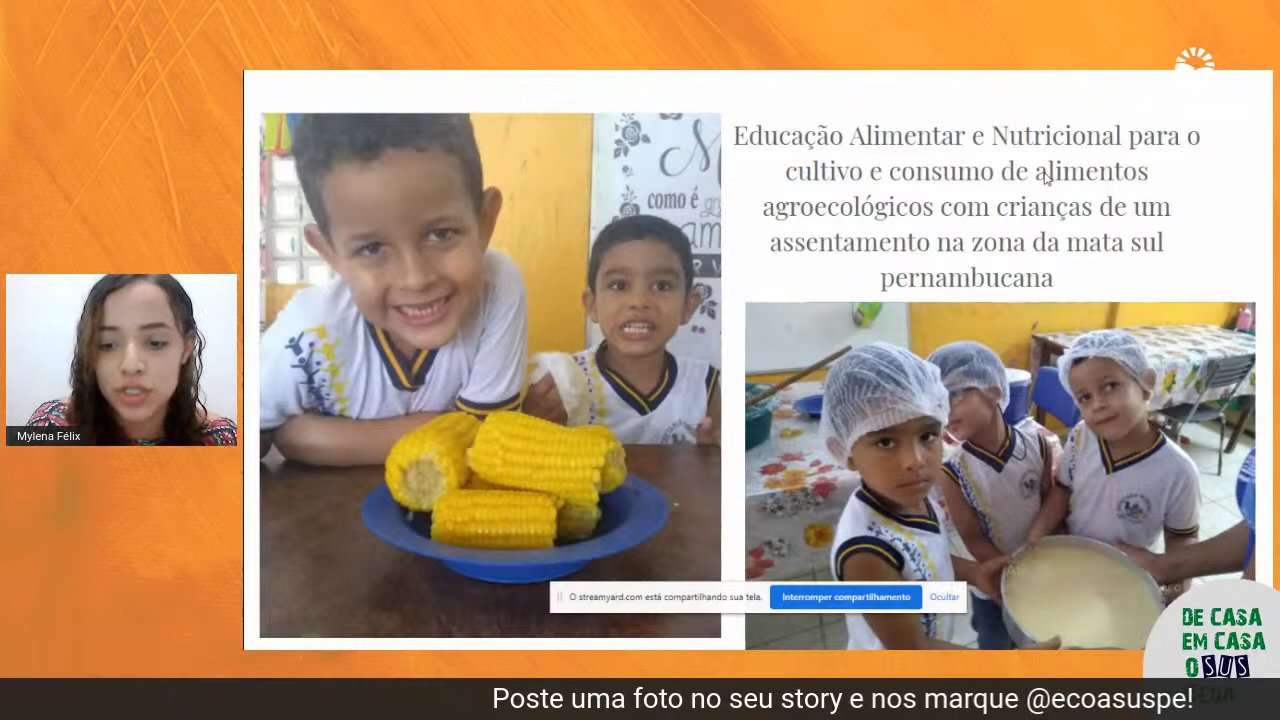 Educação Alimentar e Nutricional para o
cultivo e consumo de alimentos
agroecológicos com crianças de um
assentamento na zona da mata sul
pernambucana
como é
Mylena Félix
O streamyard.com está compartilhando sua tela.
Interromper compartilhamento
Ocultar
DE CASA
EM CASA
O SUS
Poste uma foto no seu story e nos marque @ecoasuspe!